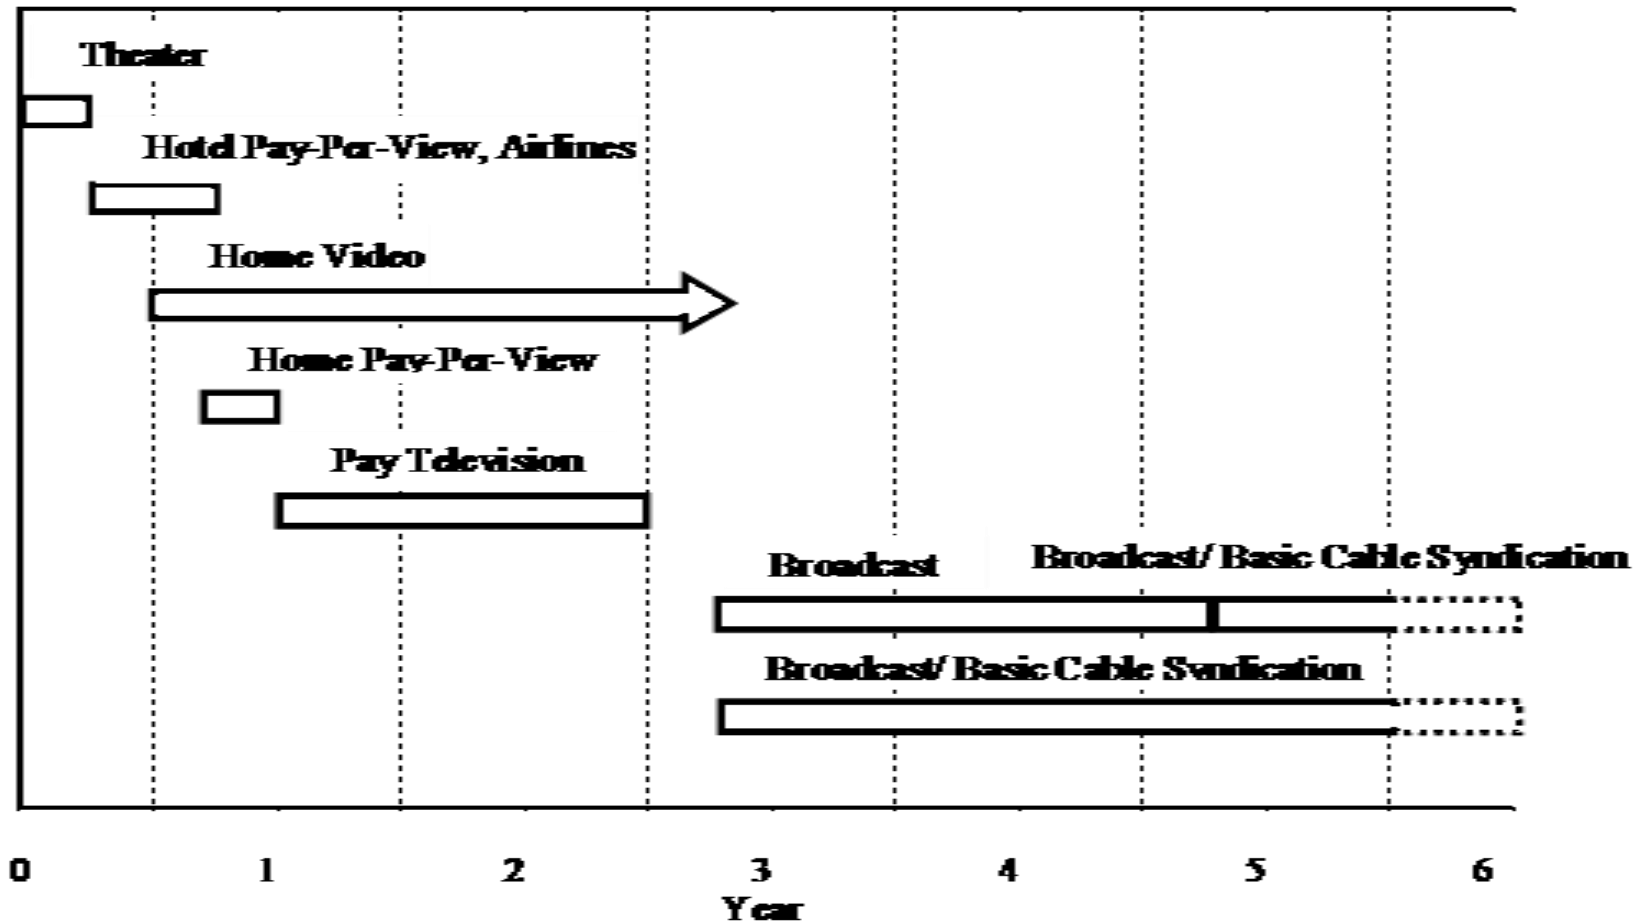 Theater
Hotel Pay-Per-View, Airlines
Home Video
Home Pay-Per-View
Pay Television
Broadcast
Broadcast/ Basic Cable Syndication
Broadcast/ Basic Cable Syndication
0 1 2 3 4 5 6
Year